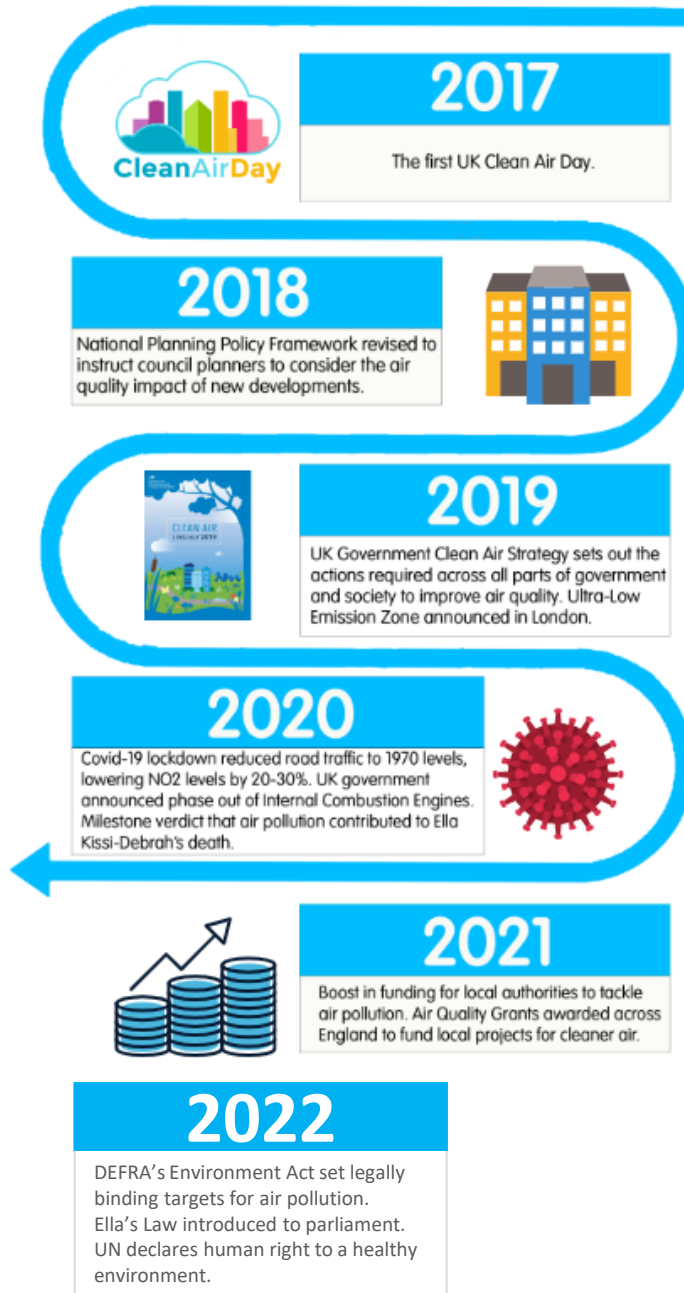 CleanAirDay
2017
The first UK Clean Air Day.
2018
National Planning Policy Framework revised to
instruct council planners to consider the air
quality impact of new developments.
CLEAN AIR
STRATEGY 2019
2019
UK Government Clean Air Strategy sets out the
actions required across all parts of government
and society to improve air quality. Ultra-Low
Emission Zone announced in London.
2020
Covid-19 lockdown reduced road traffic to 1970 levels,
lowering NO2 levels by 20-30%. UK government
announced phase out of Internal Combustion Engines.
Milestone verdict that air pollution contributed to Ella
Kissi-Debrah's death.
2021
Boost in funding for local authorities to tackle
air pollution. Air Quality Grants awarded across
England to fund local projects for cleaner air.
2022
DEFRA’s Environment Act set legally
binding targets for air pollution.
Ella’s Law introduced to parliament.
UN declares human right to a healthy
environment.